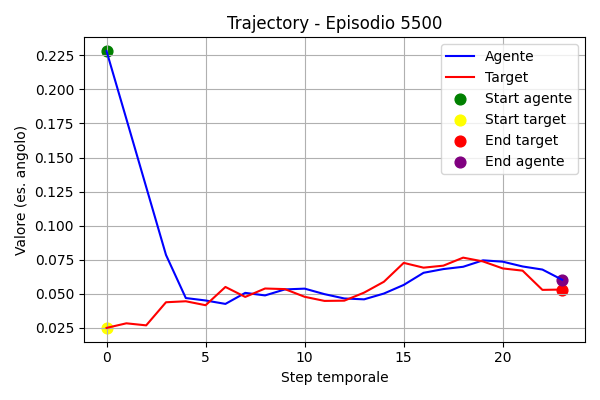 Trajectory - Episodio 5500
Agente
Target
Start agente
Start target
End target
End agente
0.225
0.200
0.175
0.150
0.125
0.100
0.075
0.050
0.025
Valore (es. angolo)
0 5 10 15 20
Step temporale